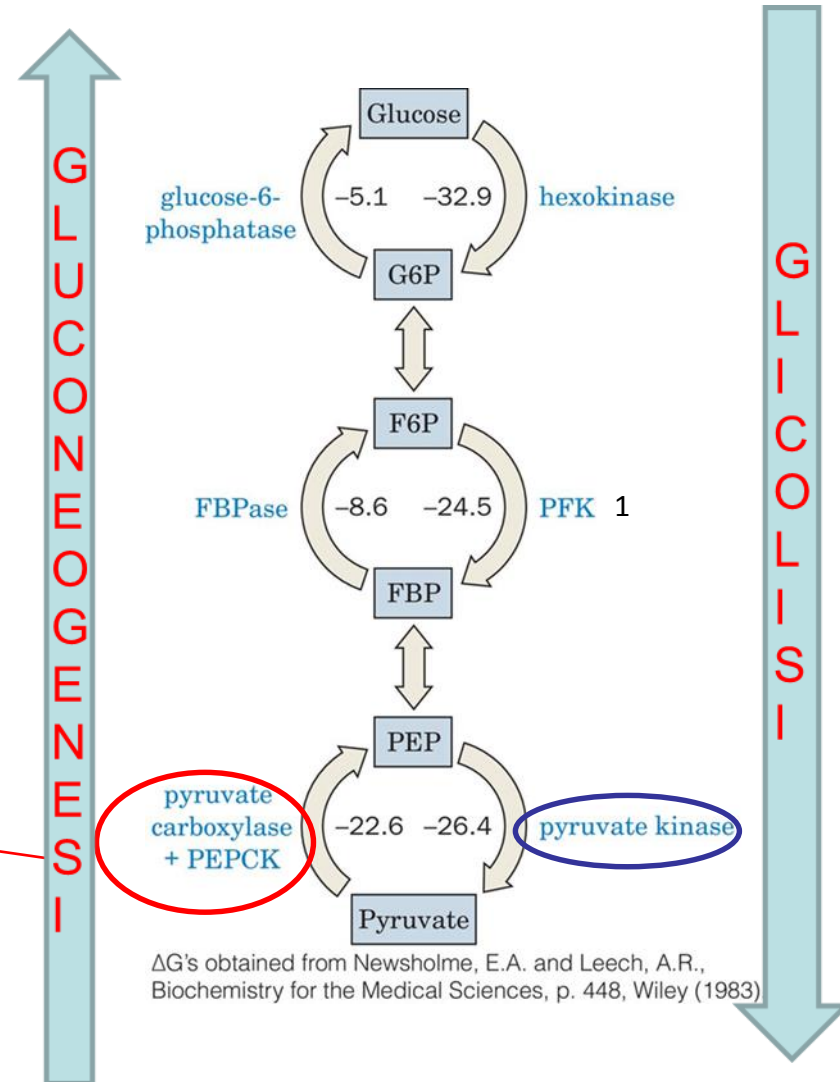 GLUCONEOGENESI
GLICOLISI
Glucose
glucose-6-
phosphatase
–5.1 –32.9
hexokinase
G6P
F6P
FBPase
–8.6 –24.5
PFK 1
FBP
PEP
pyruvate
carboxylase
+ PEPCK
–22.6 –26.4
pyruvate kinase
Pyruvate
ΔG's obtained from Newsholme, E.A. and Leech, A.R.,
Biochemistry for the Medical Sciences, p. 448, Wiley (1983)